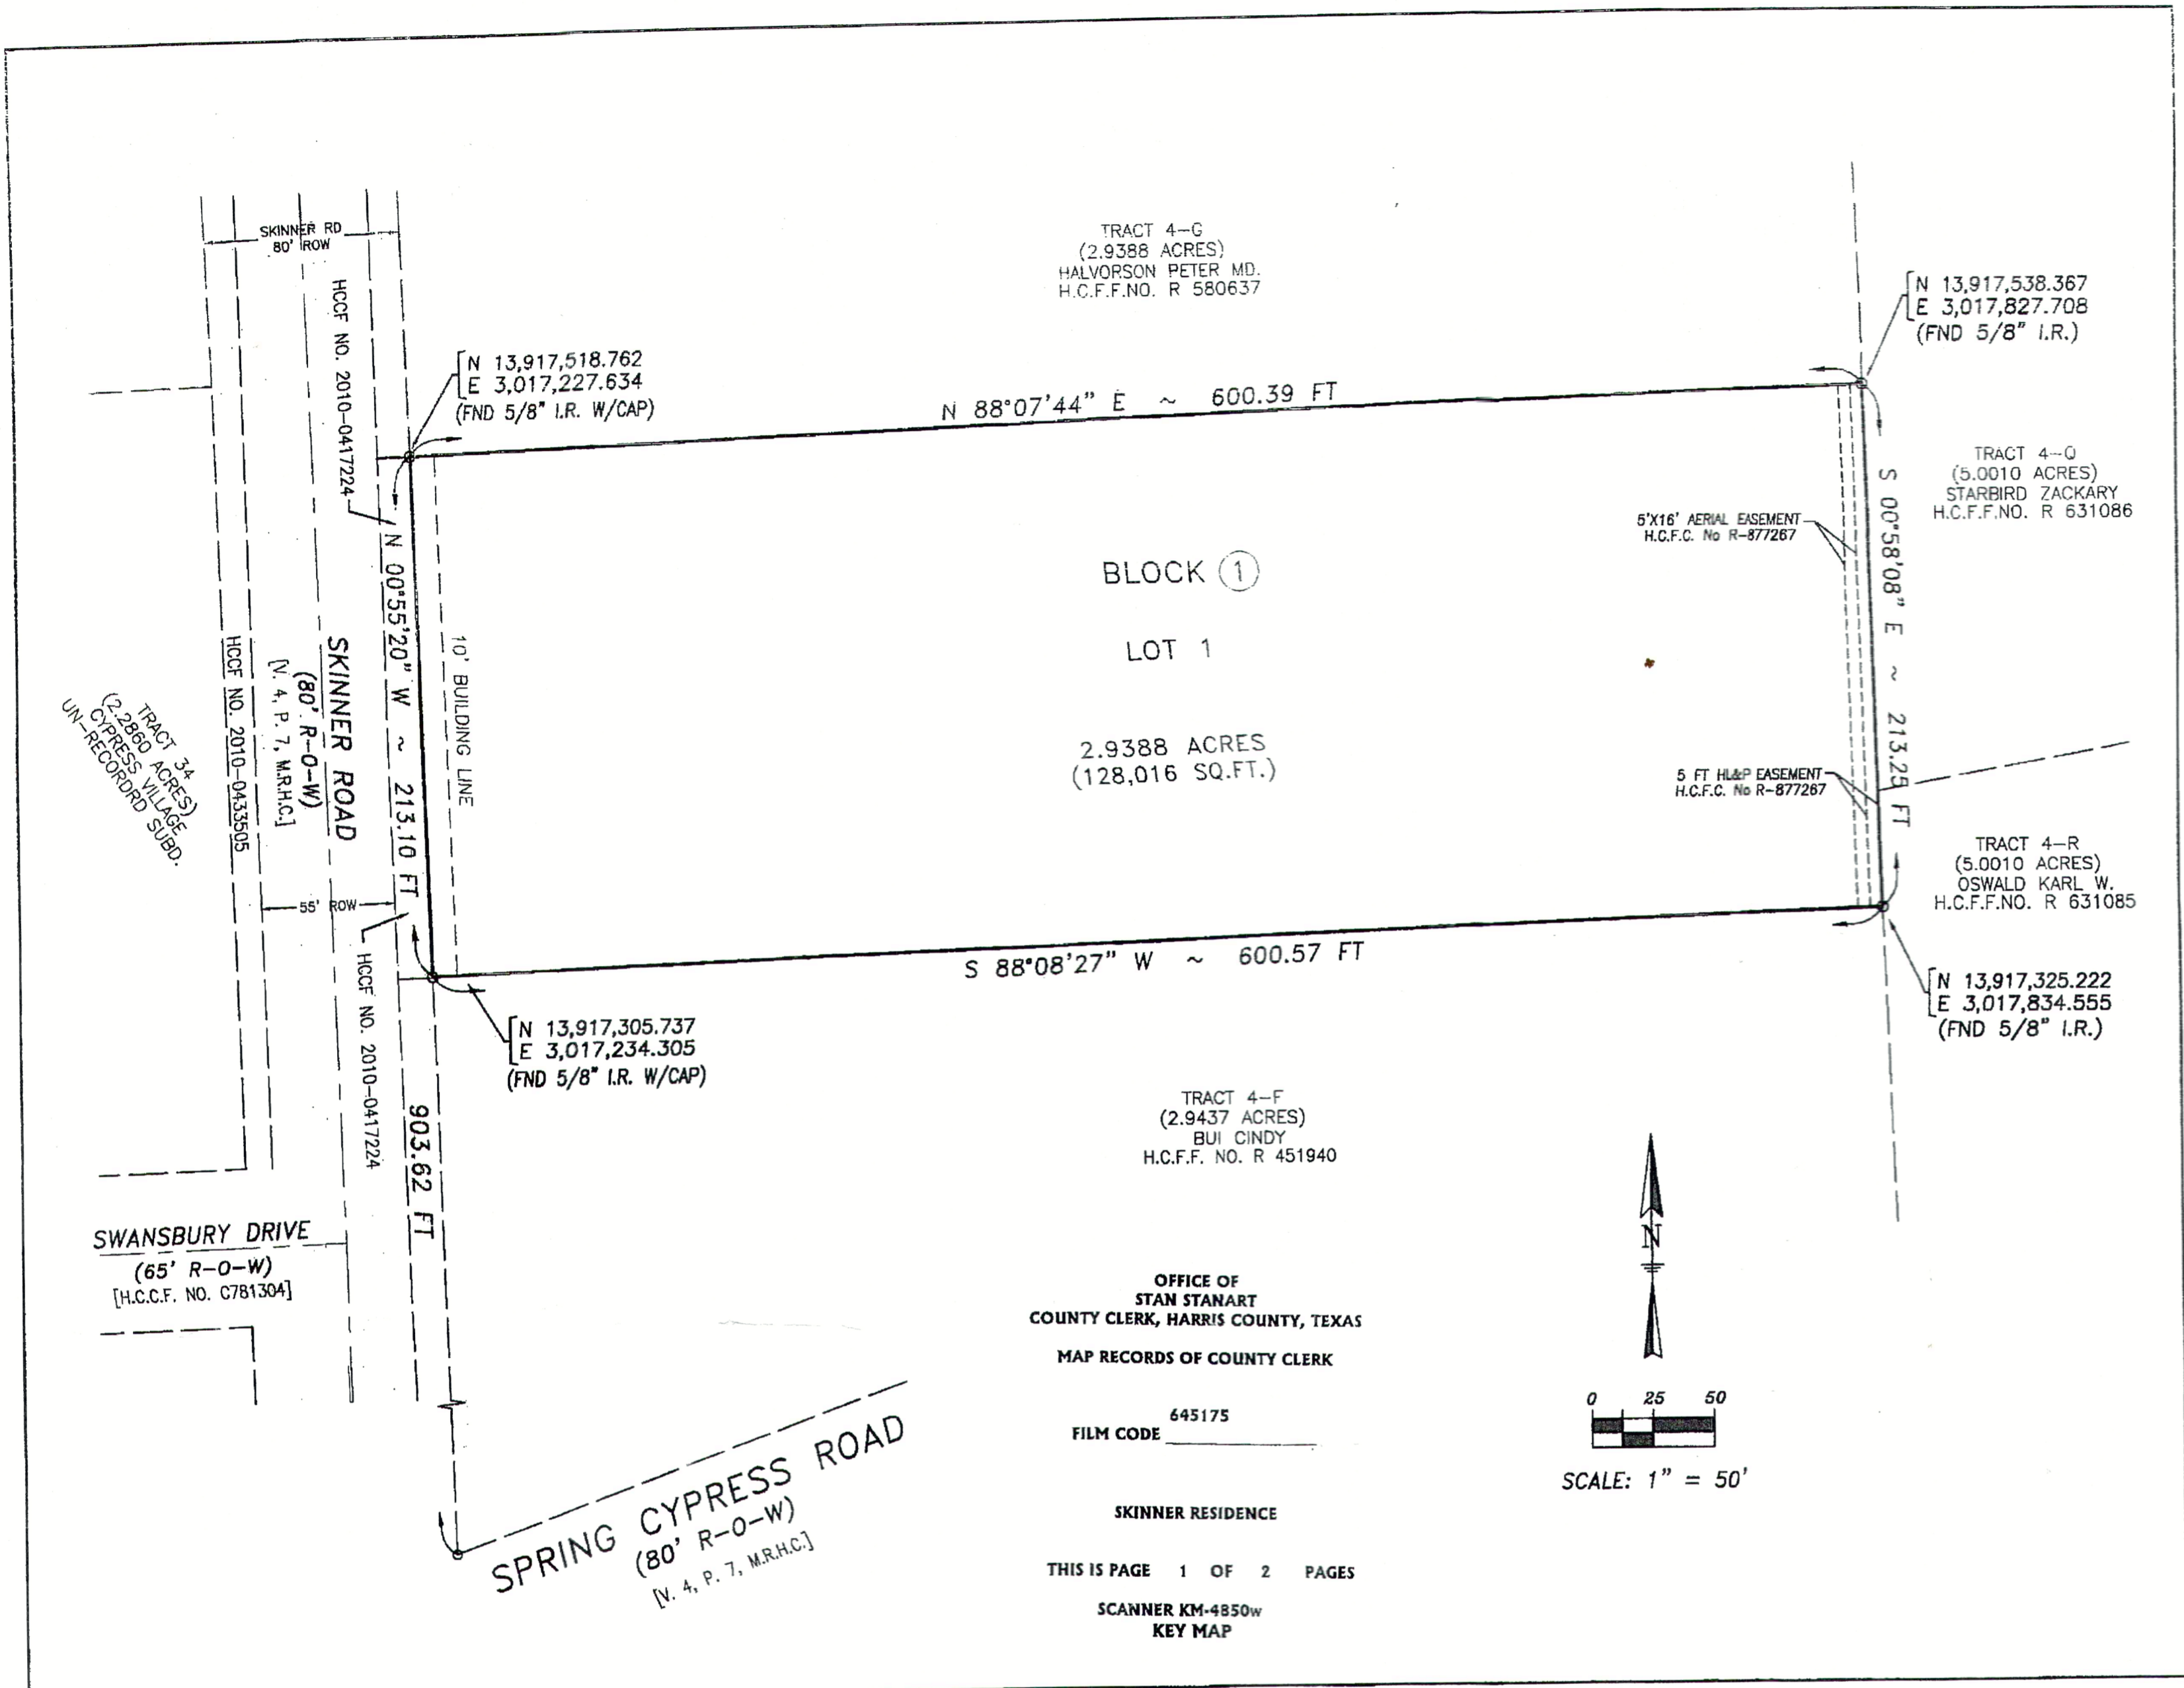 SKINNER RD
80' ROW
HCCF NO. 2010-0417224
TRACT 4-G
(2.9388 ACRES)
HALVORSON PETER MD.
H.C.F.F.NO. R 580637
N 13,917,538.367
E 3,017,827.708
(FND 5/8" I.R.)
N 13,917,518.762
E 3,017,227.634
(FND 5/8" I.R. W/CAP)
N 88°07'44" E ~ 600.39 FT
TRACT 4-Q
(5.0010 ACRES)
STARBIRD ZACKARY
H.C.F.F.NO. R 631086
5'X16' AERIAL EASEMENT
H.C.F.C. No R-877267
S 00°58'08" E ~ 213.25 FT
N 00°55'20" W ~ 213.10 FT
10' BUILDING LINE
BLOCK 1
LOT 1
2.9388 ACRES
(128,016 SQ.FT.)
SKINNER ROAD
(80' R-O-W)
[V. 4, P. 7, M.R.H.C.]
HCCF NO. 2010-0433505
TRACT 34
(2.2860 ACRES)
CYPRESS VILLAGE
UN-RECORDRD SUBD.
5 FT HL&P EASEMENT
H.C.F.C. No R-877267
TRACT 4-R
(5.0010 ACRES)
OSWALD KARL W.
H.C.F.F.NO. R 631085
55' ROW
S 88°08'27" W ~ 600.57 FT
N 13,917,325.222
E 3,017,834.555
(FND 5/8" I.R.)
N 13,917,305.737
E 3,017,234.305
(FND 5/8" I.R. W/CAP)
HCCF NO. 2010-0417224
903.62 FT
TRACT 4-F
(2.9437 ACRES)
BUI CINDY
H.C.F.F. NO. R 451940
SWANSBURY DRIVE
(65' R-O-W)
[H.C.C.F. NO. C781304]
N
OFFICE OF
STAN STANART
COUNTY CLERK, HARRIS COUNTY, TEXAS
MAP RECORDS OF COUNTY CLERK
645175
FILM CODE
0 25 50
SCALE: 1" = 50'
SPRING CYPRESS ROAD
(80' R-O-W)
[V. 4, P. 7, M.R.H.C.]
SKINNER RESIDENCE
THIS IS PAGE 1 OF 2 PAGES
SCANNER KM-4850w
KEY MAP